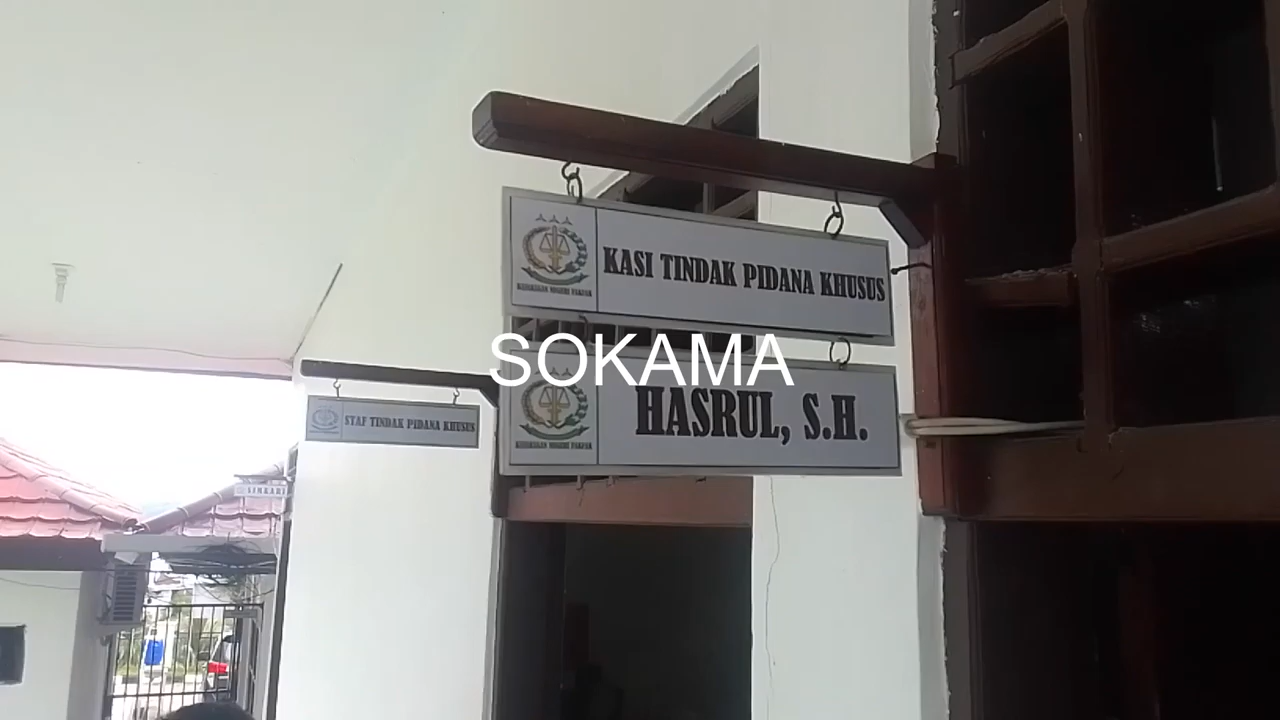 KASI TINDAK PIDANA KHUSUS
SOKAMA
HASRUL, S.H.
STAF TINDAK PIDANA KHUSUS